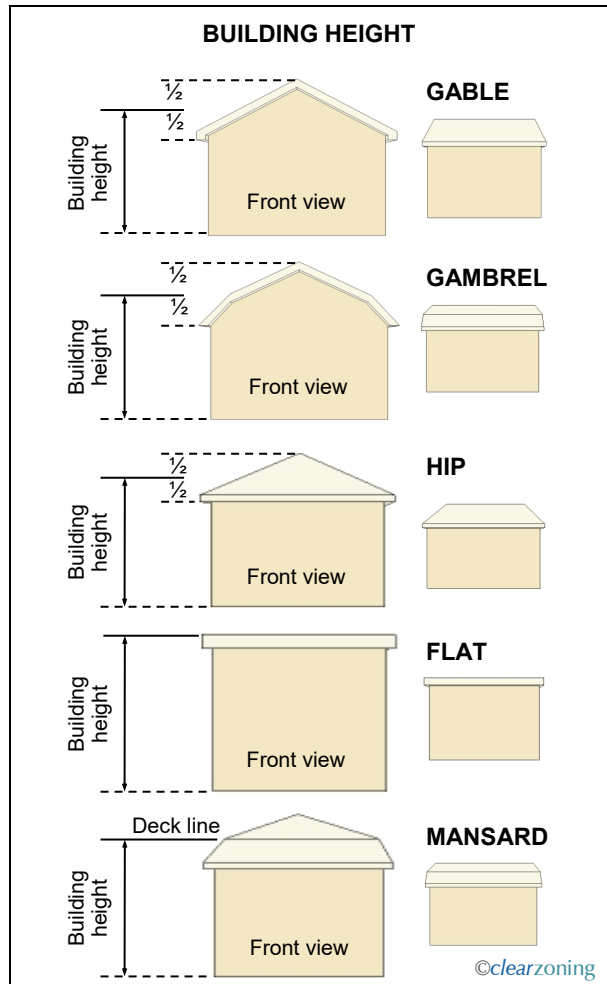 BUILDING HEIGHT
½
½
Building
height
Front view
GABLE
½
½
Building
height
Front view
GAMBREL
½
½
Building
height
Front view
HIP
Building
height
Front view
FLAT
Deck line
Building
height
Front view
MANSARD
©clearzoning